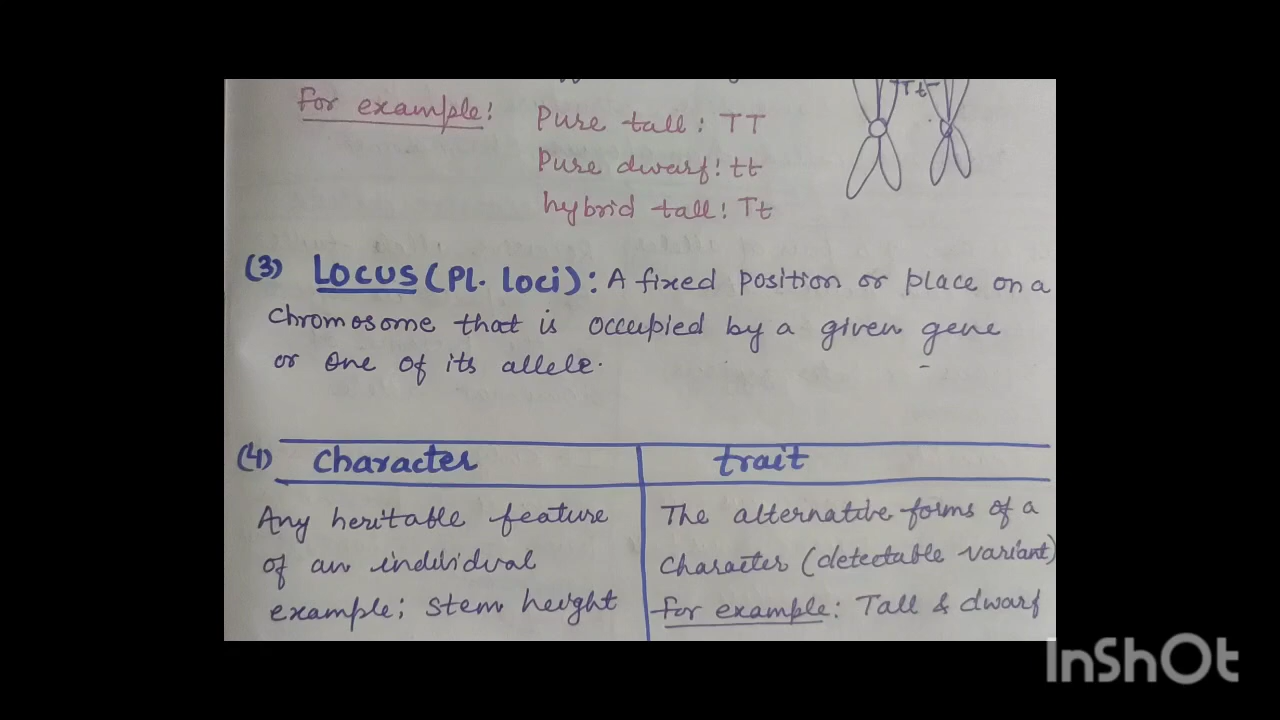 For example!
Pure tall: TT
Pure dwarf! tt
hybrid tall! Tt
T t
(3) LOCUS (Pl. loci): A fixed position or place on a
chromosome that is occupied by a given gene
or one of its allele.
(4) Character
trait
Any heritable feature
of an individual
example; stem height
The alternative forms of a
character (detectable variant)
For example: Tall & dwarf
InShOt